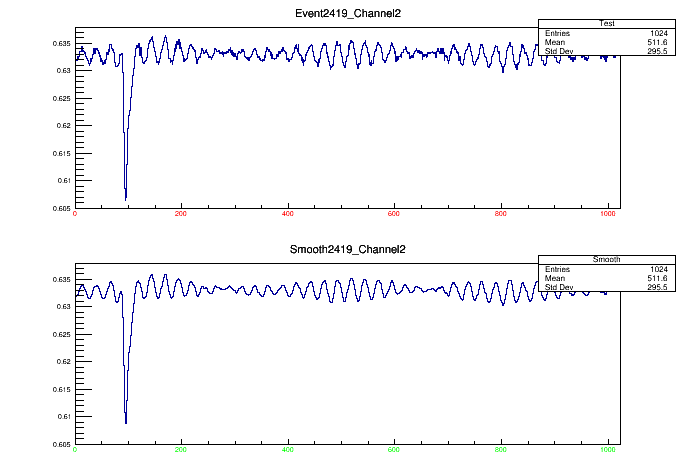 Event2419_Channel2
Test
Entries 1024
Mean 511.6
Std Dev 295.5
0.635
0.63
0.625
0.62
0.615
0.61
0.605
0 200 400 600 800 1000
Smooth2419_Channel2
Smooth
Entries 1024
Mean 511.6
Std Dev 295.5
0.635
0.63
0.625
0.62
0.615
0.61
0.605
0 200 400 600 800 1000